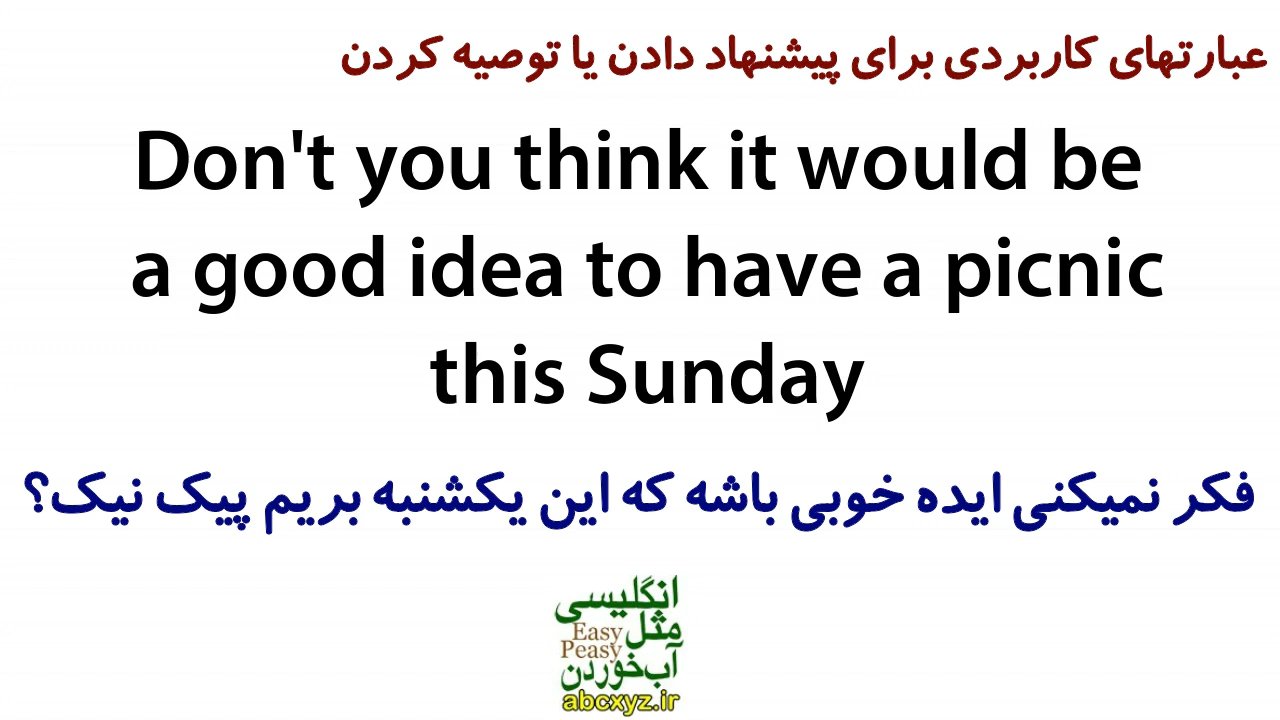 عبارتهای کاربردی برای پیشنهاد دادن یا توصیه کردن
Don't you think it would be
a good idea to have a picnic
this Sunday
فکر نمیکنی ایده خوبی باشه که این یکشنبه بریم پیک نیک؟
انگلیسی
مثل
Easy
Peasy
آب‌خوردن
abcxyz.ir